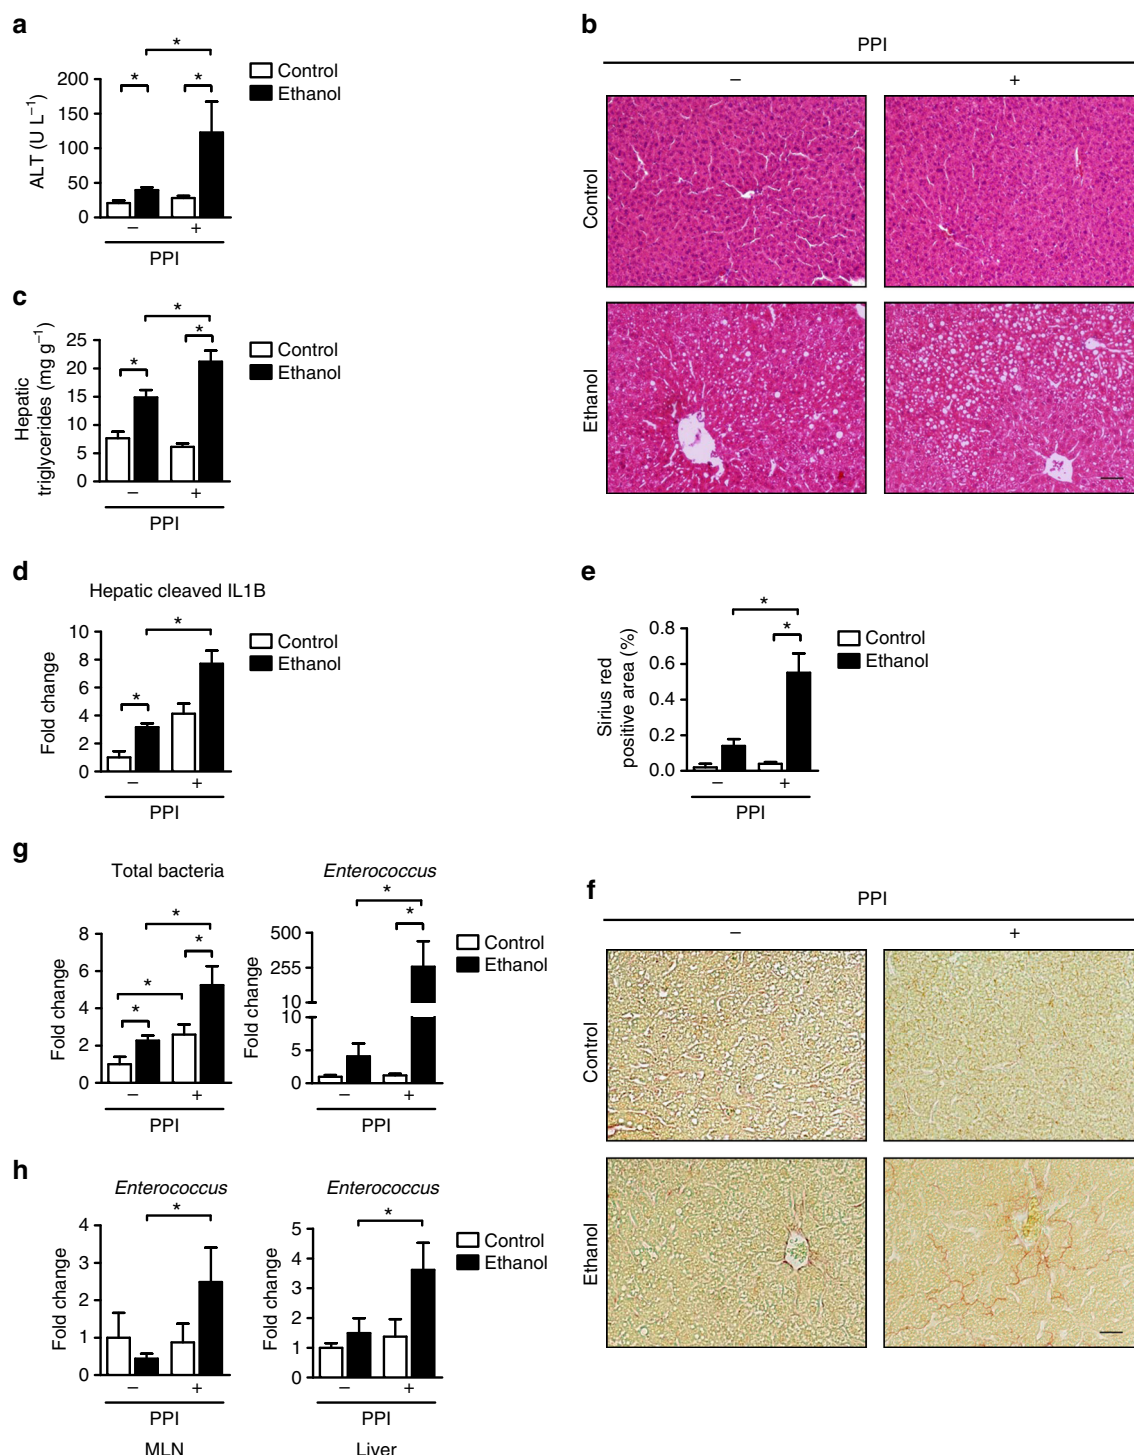 a
*
* *
Control
Ethanol
200
150
100
50
0
ALT (U L⁻¹)
− +
PPI
b
PPI
− +
Control
Ethanol
c
*
* *
Control
Ethanol
25
20
15
10
5
0
Hepatic
triglycerides (mg g⁻¹)
− +
PPI
d
Hepatic cleaved IL1B
*
*
Control
Ethanol
10
8
6
4
2
0
Fold change
− +
PPI
e
*
*
Control
Ethanol
0.8
0.6
0.4
0.2
0.0
Sirius red
positive area (%)
− +
PPI
g
Total bacteria
*
*
*
*
8
6
4
2
0
Fold change
− +
PPI
Enterococcus
*
*
Control
Ethanol
500
255
10
10
5
0
Fold change
− +
PPI
f
PPI
− +
Control
Ethanol
h
Enterococcus
*
4
3
2
1
0
Fold change
− +
PPI
MLN
Enterococcus
*
Control
Ethanol
5
4
3
2
1
0
Fold change
− +
PPI
Liver